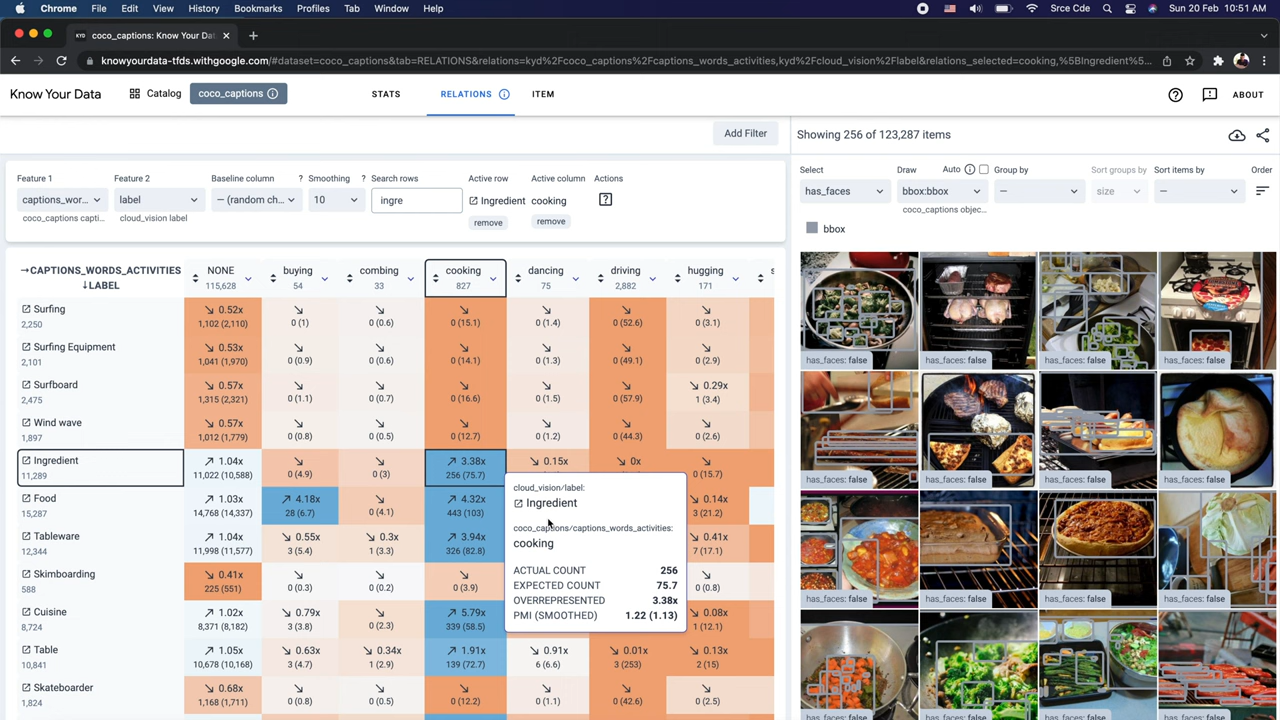 Chrome File Edit View History Bookmarks Profiles Tab Window Help Srce Cde Sun 20 Feb 10:51 AM
coco_captions: Know Your Dat
knowyourdata-tfds.withgoogle.com/#dataset=coco_captions&tab=RELATIONS&relations=kyd%2Fcoco_captions%2Fcaptions_words_activities,kyd%2Fcloud_vision%2Flabel&relations_selected=cooking,%5BIngredient%5...
Know Your Data Catalog coco_captions STATS RELATIONS ITEM ABOUT
Add Filter
Showing 256 of 123,287 items
Feature 1 Feature 2 Baseline column ? Smoothing ? Search rows Active row Active column Actions
captions_wor... label — (random ch... 10 ingre Ingredient cooking ?
coco_captions capti... cloud_vision label remove remove
Select Draw Auto Group by Sort groups by Sort items by Order
has_faces bbox:bbox — size —
coco_captions objec...
bbox
→CAPTIONS_WORDS_ACTIVITIES NONE buying combing cooking dancing driving hugging s
↓LABEL 115,628 54 33 827 75 2,882 171
Surfing ↘ 0.52x ↘ ↘ ↘ ↘ ↘ ↘
2,250 1,102 (2,110) 0 (1) 0 (0.6) 0 (15.1) 0 (1.4) 0 (52.6) 0 (3.1)
Surfing Equipment ↘ 0.53x ↘ ↘ ↘ ↘ ↘ ↘
2,101 1,041 (1,970) 0 (0.9) 0 (0.6) 0 (14.1) 0 (1.3) 0 (49.1) 0 (2.9)
Surfboard ↘ 0.57x ↘ ↘ ↘ ↘ ↘ ↘ 0.29x
2,475 1,315 (2,321) 0 (1.1) 0 (0.7) 0 (16.6) 0 (1.5) 0 (57.9) 1 (3.4)
Wind wave ↘ 0.57x ↘ ↘ ↘ ↘ ↘ ↘
1,897 1,012 (1,779) 0 (0.8) 0 (0.5) 0 (12.7) 0 (1.2) 0 (44.3) 0 (2.6)
Ingredient ↗ 1.04x ↘ ↘ ↗ 3.38x ↘ 0.15x ↘ 0x ↘
11,289 11,022 (10,588) 0 (4.9) 0 (3) 256 (75.7) 0 (15.7)
Food ↗ 1.03x ↗ 4.18x ↘ ↗ 4.32x ↘ 0.14x
15,287 14,768 (14,337) 28 (6.7) 0 (4.1) 443 (103) 3 (21.2)
Tableware ↗ 1.04x ↘ 0.55x ↘ 0.3x ↗ 3.94x ↘ 0.41x
12,344 11,998 (11,577) 3 (5.4) 1 (3.3) 326 (82.8) 7 (17.1)
Skimboarding ↘ 0.41x ↘ ↘ ↘ ↘
588 225 (551) 0 (0.3) 0 (0.2) 0 (3.9) 0 (0.8)
Cuisine ↗ 1.02x ↘ 0.79x ↘ ↗ 5.79x ↘ 0.08x
8,724 8,371 (8,182) 3 (3.8) 0 (2.3) 339 (58.5) 1 (12.1)
Table ↗ 1.05x ↘ 0.63x ↘ 0.34x ↗ 1.91x ↘ 0.91x ↘ 0.01x ↘ 0.13x
10,841 10,678 (10,168) 3 (4.7) 1 (2.9) 139 (72.7) 6 (6.6) 3 (253) 2 (15)
Skateboarder ↘ 0.68x ↘ ↘ ↘ ↘ ↘ ↘
1,824 1,168 (1,711) 0 (0.8) 0 (0.5) 0 (12.2) 0 (1.1) 0 (42.6) 0 (2.5)
cloud_vision/label:
Ingredient
coco_captions/captions_words_activities:
cooking
ACTUAL COUNT 256
EXPECTED COUNT 75.7
OVERREPRESENTED 3.38x
PMI (SMOOTHED) 1.22 (1.13)
has_faces: false has_faces: false has_faces: false has_faces: false
has_faces: false has_faces: false has_faces: false has_faces: false
has_faces: false has_faces: false has_faces: false has_faces: false
has_faces: false has_faces: false has_faces: false has_faces: false